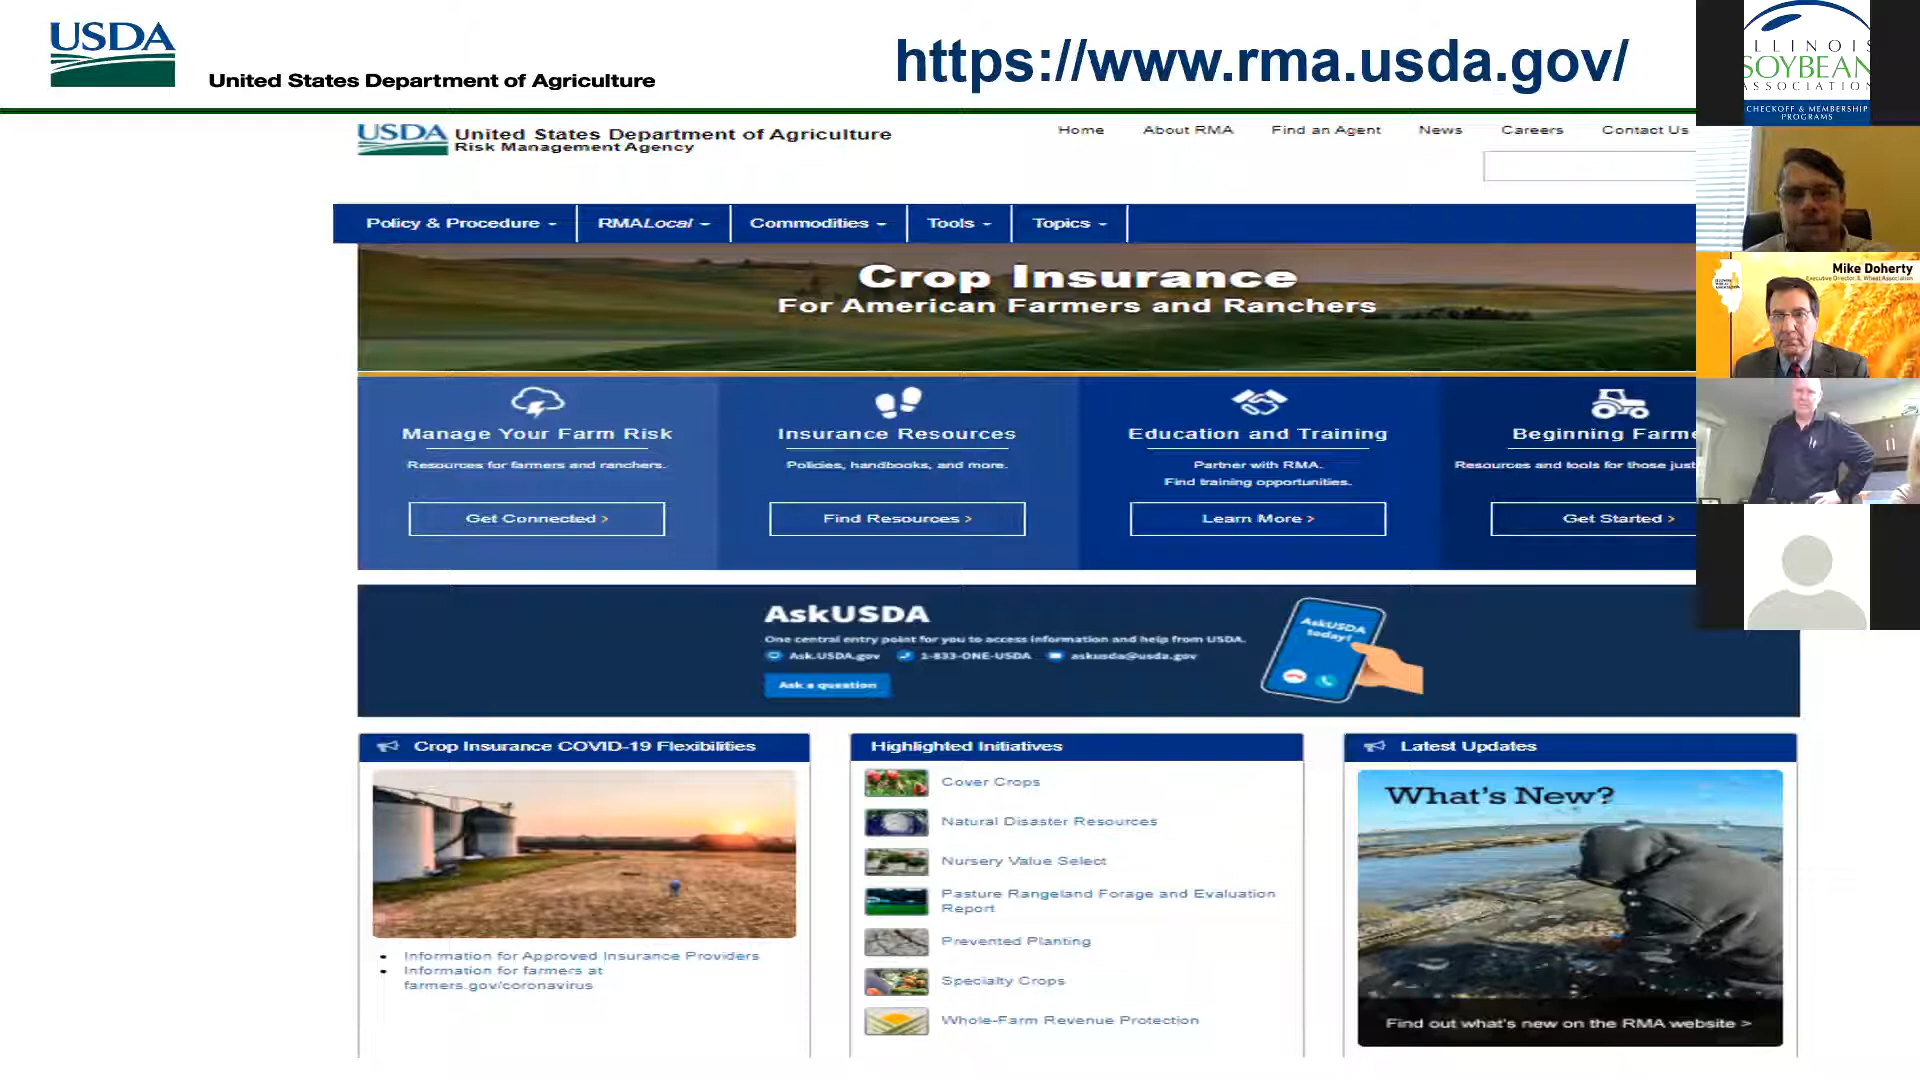 USDA
United States Department of Agriculture
https://www.rma.usda.gov/
ILLINOIS
SOYBEAN
ASSOCIATION
CHECKOFF & MEMBERSHIP
PROGRAMS
USDA United States Department of Agriculture
Risk Management Agency
Home About RMA Find an Agent News Careers Contact Us
Policy & Procedure RMALocal Commodities Tools Topics
Crop Insurance
For American Farmers and Ranchers
Mike Doherty
Executive Director, IL Wheat Association
Manage Your Farm Risk
Resources for farmers and ranchers.
Get Connected >
Insurance Resources
Policies, handbooks, and more.
Find Resources >
Education and Training
Partner with RMA.
Find training opportunities.
Learn More >
Beginning Farme
Resources and tools for those just
Get Started >
AskUSDA
One central entry point for you to access information and help from USDA.
Ask.USDA.gov 1-833-ONE-USDA askusda@usda.gov
Ask a question
AskUSDA
today!
Crop Insurance COVID-19 Flexibilities
Information for Approved Insurance Providers
Information for farmers at
farmers.gov/coronavirus
Highlighted Initiatives
Cover Crops
Natural Disaster Resources
Nursery Value Select
Pasture Rangeland Forage and Evaluation
Report
Prevented Planting
Specialty Crops
Whole-Farm Revenue Protection
Latest Updates
What's New?
Find out what's new on the RMA website >